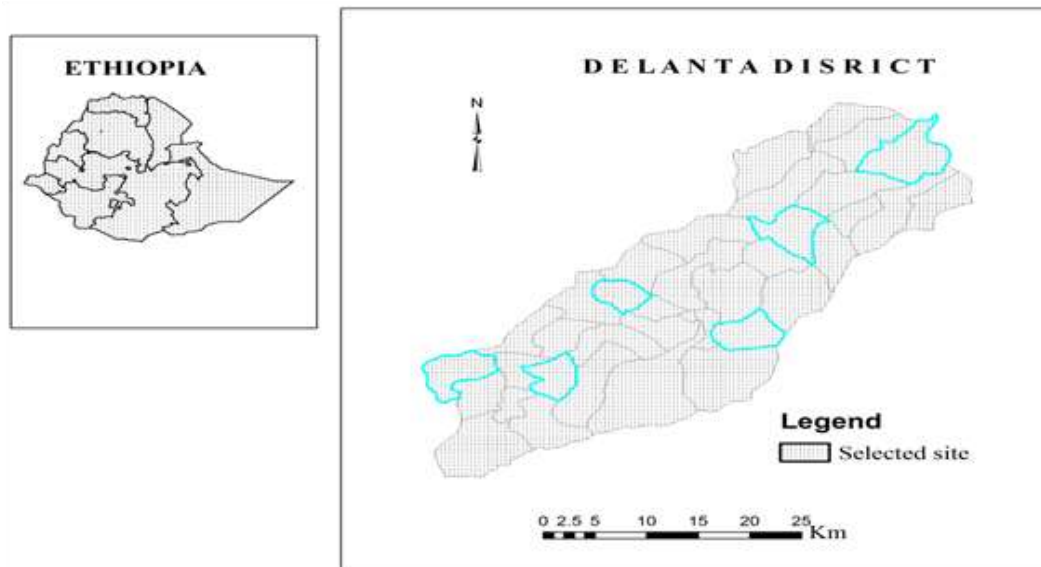 ETHIOPIA
DELANTA DISRICT
N
Legend
Selected site
0 2.5 5 10 15 20 25 Km